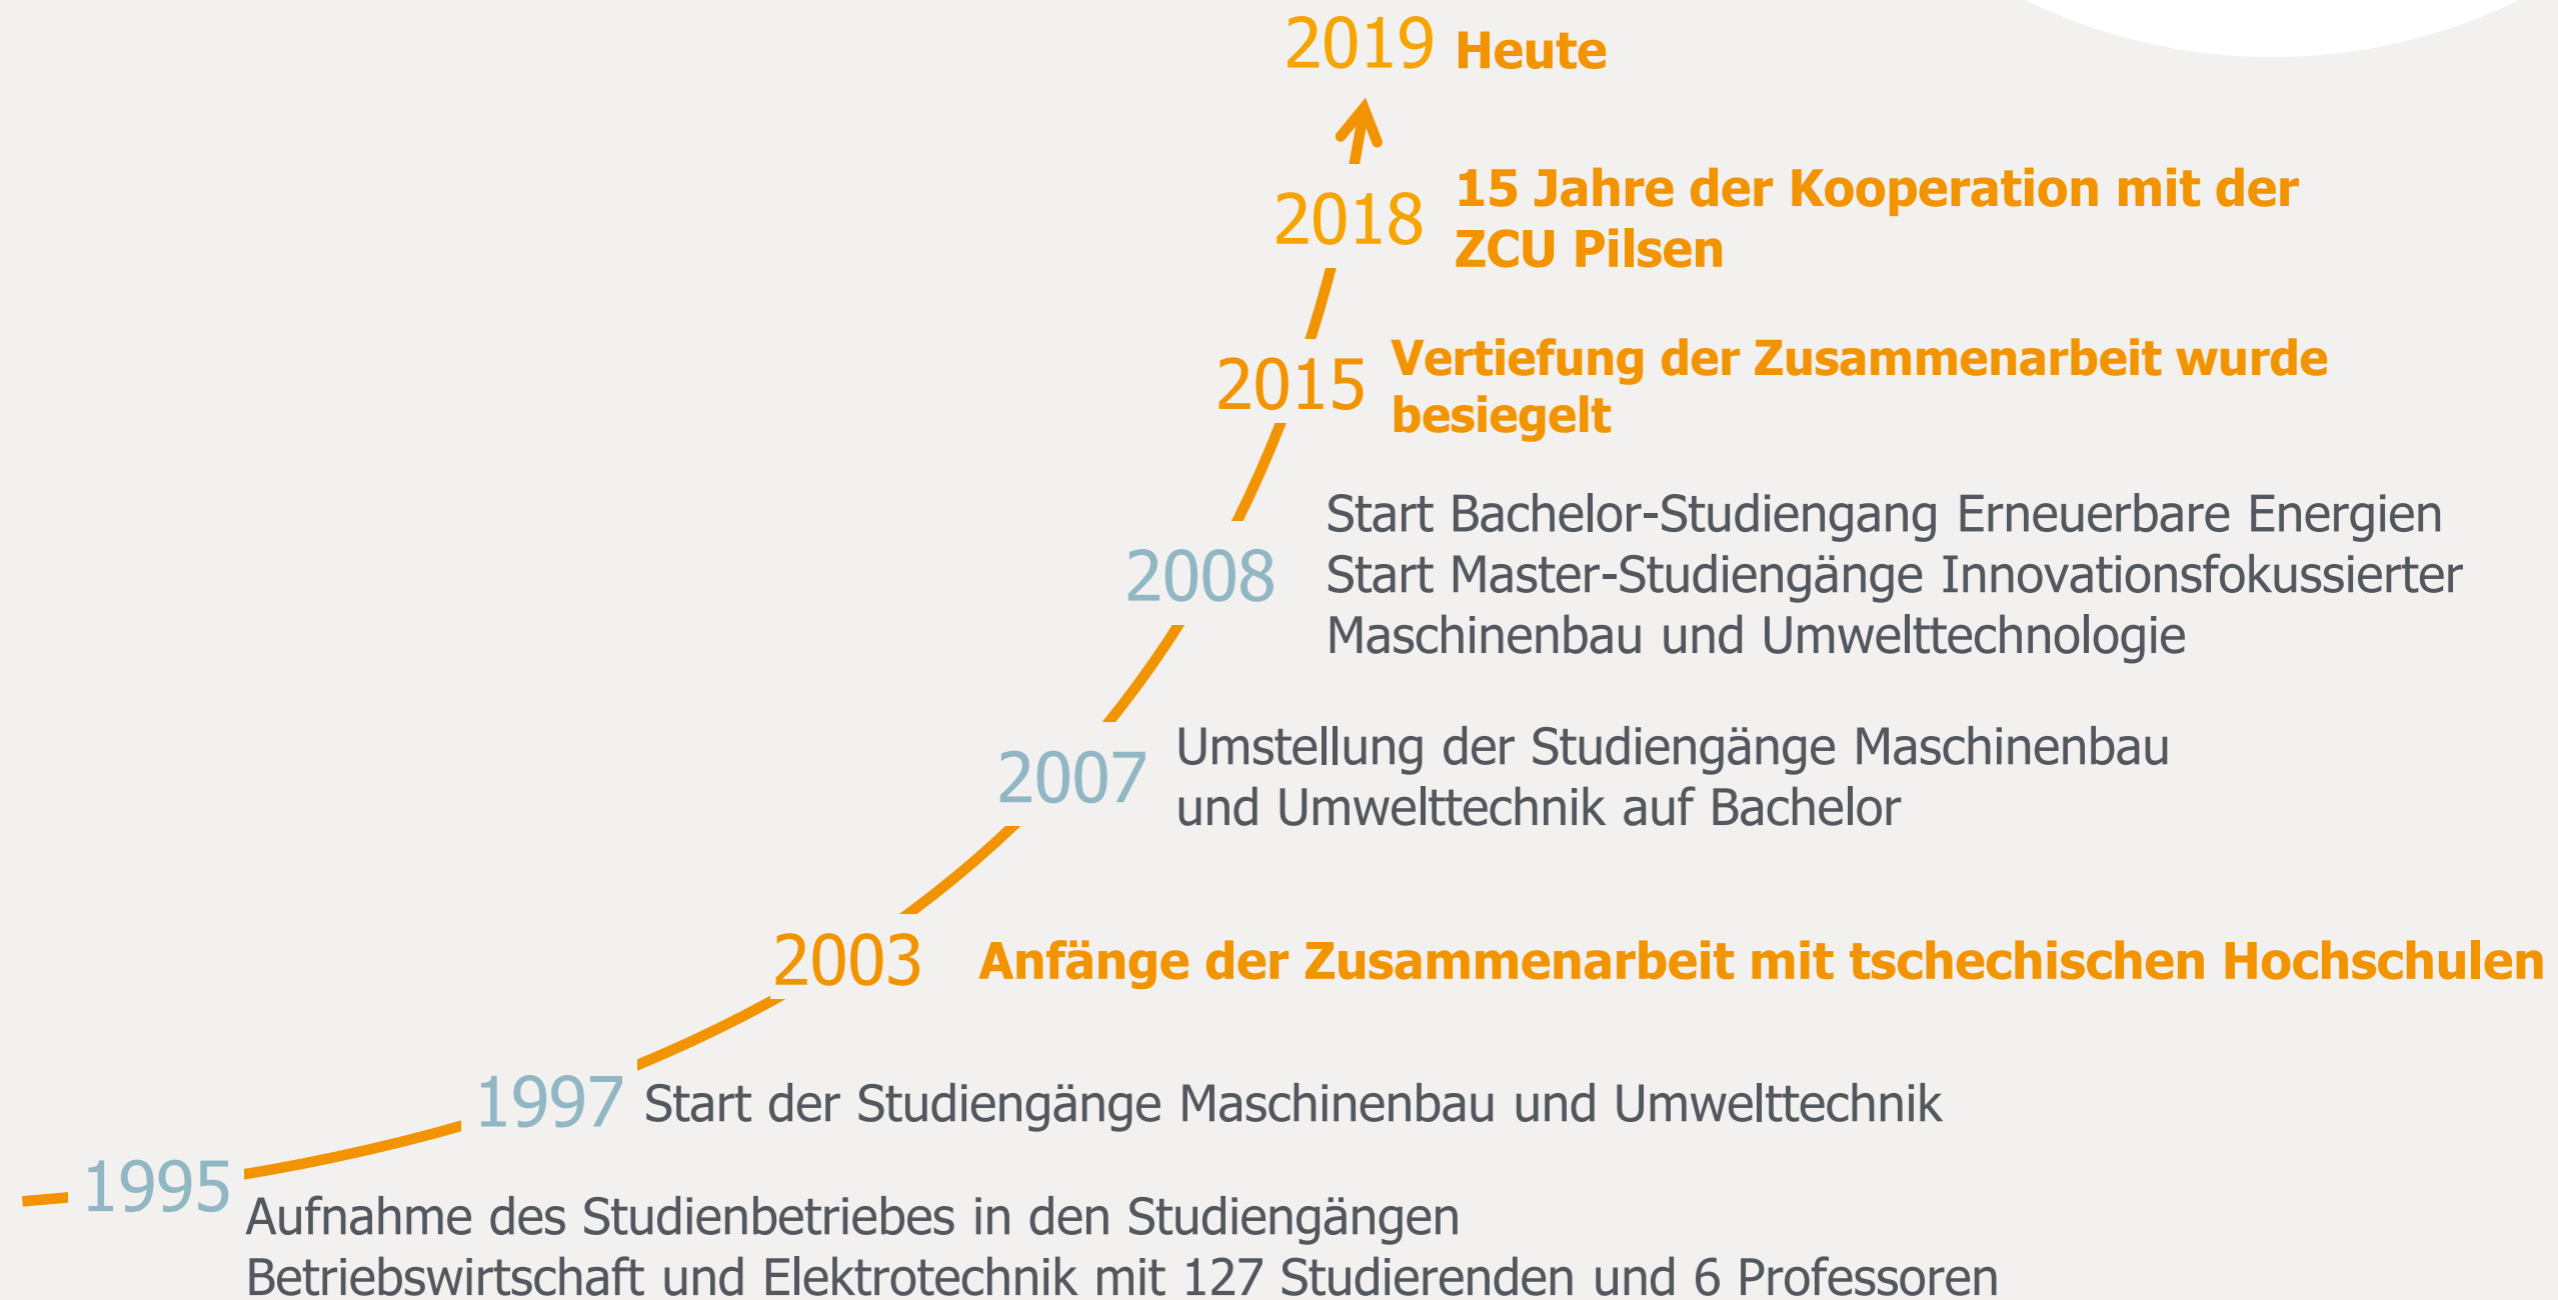 2019 Heute
2018 15 Jahre der Kooperation mit der
ZCU Pilsen
2015 Vertiefung der Zusammenarbeit wurde
besiegelt
2008
Start Bachelor-Studiengang Erneuerbare Energien
Start Master-Studiengänge Innovationsfokussierter
Maschinenbau und Umwelttechnologie
2007
Umstellung der Studiengänge Maschinenbau
und Umwelttechnik auf Bachelor
2003 Anfänge der Zusammenarbeit mit tschechischen Hochschulen
1997 Start der Studiengänge Maschinenbau und Umwelttechnik
1995
Aufnahme des Studienbetriebes in den Studiengängen
Betriebswirtschaft und Elektrotechnik mit 127 Studierenden und 6 Professoren